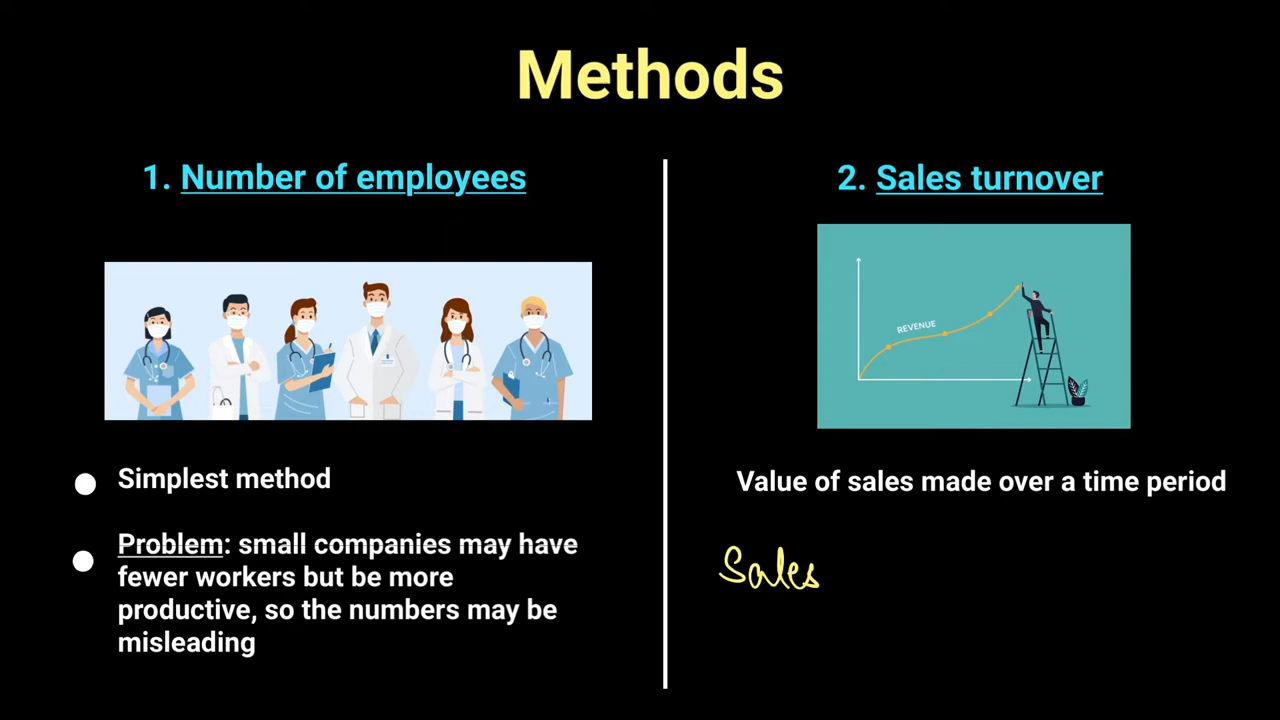 Methods
1. Number of employees
Simplest method
Problem: small companies may have
fewer workers but be more
productive, so the numbers may be
misleading
2. Sales turnover
REVENUE
Value of sales made over a time period
Sales